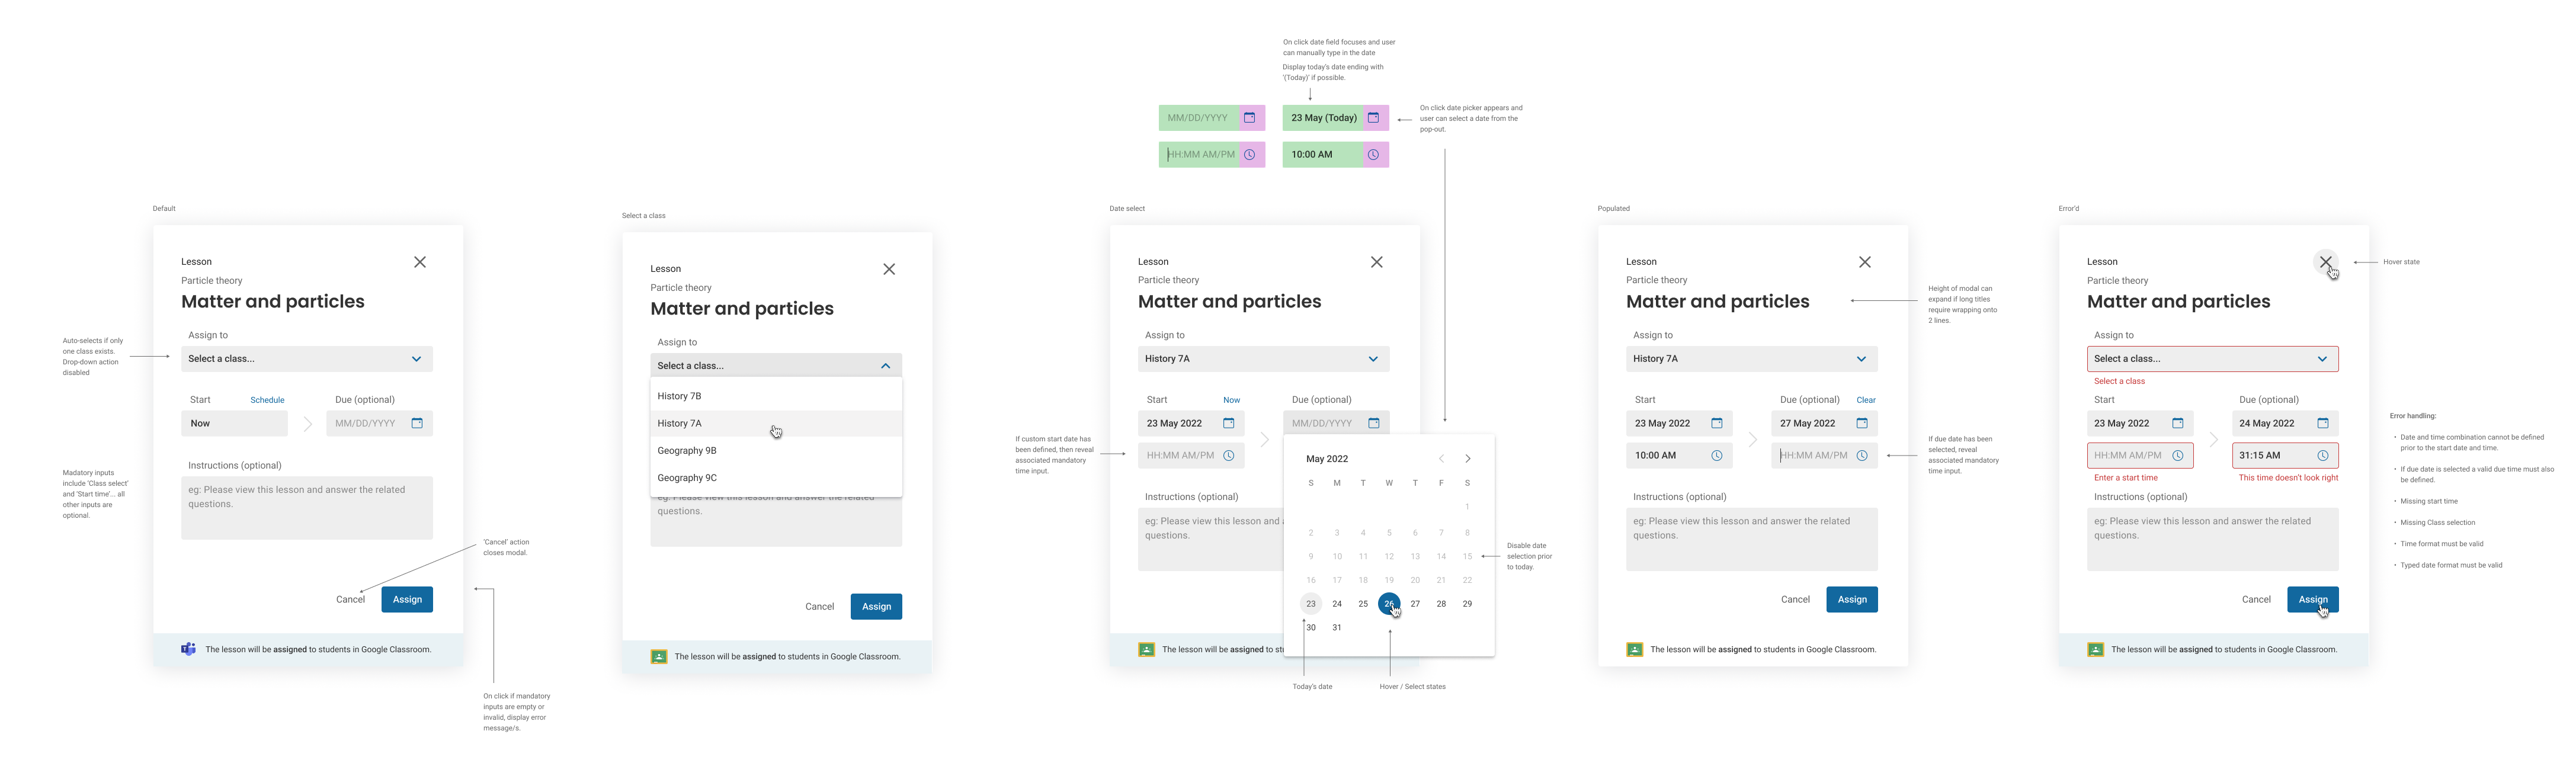 On click date field focuses and user
can manually type in the date
Display today's date ending with
'(Today)' if possible.
MM/DD/YYYY
23 May (Today)
HH:MM AM/PM
10:00 AM
On click date picker appears and
user can select a date from the
pop-out.
Default
Lesson
Particle theory
Matter and particles
Assign to
Select a class...
Auto-selects if only
one class exists.
Drop-down action
disabled
Start
Schedule
Due (optional)
Now
MM/DD/YYYY
Madatory inputs
include 'Class select'
and 'Start time'... all
other inputs are
optional.
Instructions (optional)
eg: Please view this lesson and answer the related
questions.
'Cancel' action
closes modal.
Cancel
Assign
The lesson will be assigned to students in Google Classroom.
On click if mandatory
inputs are empty or
invalid, display error
message/s.
Select a class
Lesson
Particle theory
Matter and particles
Assign to
Select a class...
History 7B
History 7A
Geography 9B
Geography 9C
eg: Please view this lesson and answer the related
questions.
Cancel
Assign
The lesson will be assigned to students in Google Classroom.
Date select
Lesson
Particle theory
Matter and particles
Assign to
History 7A
Start
Now
Due (optional)
23 May 2022
MM/DD/YYYY
HH:MM AM/PM
If custom start date has
been defined, then reveal
associated mandatory
time input.
Instructions (optional)
eg: Please view this lesson and
questions.
May 2022
S M T W T F S
1
2 3 4 5 6 7 8
9 10 11 12 13 14 15
16 17 18 19 20 21 22
23 24 25 26 27 28 29
30 31
Disable date
selection prior
to today.
The lesson will be assigned to
Today's date
Hover / Select states
Populated
Lesson
Particle theory
Matter and particles
Height of modal can
expand if long titles
require wrapping onto
2 lines.
Assign to
History 7A
Start
Due (optional)
Clear
23 May 2022
27 May 2022
10:00 AM
HH:MM AM/PM
If due date has been
selected, reveal
associated mandatory
time input.
Instructions (optional)
eg: Please view this lesson and answer the related
questions.
Cancel
Assign
The lesson will be assigned to students in Google Classroom.
Error'd
Lesson
Particle theory
Matter and particles
Hover state
Assign to
Select a class...
Select a class
Start
Due (optional)
23 May 2022
24 May 2022
HH:MM AM/PM
31:15 AM
Enter a start time
This time doesn't look right
Instructions (optional)
eg: Please view this lesson and answer the related
questions.
Cancel
Assign
The lesson will be assigned to students in Google Classroom.
Error handling:
• Date and time combination cannot be defined
prior to the start date and time.
• If due date is selected a valid due time must also
be defined.
• Missing start time
• Missing Class selection
• Time format must be valid
• Typed date format must be valid